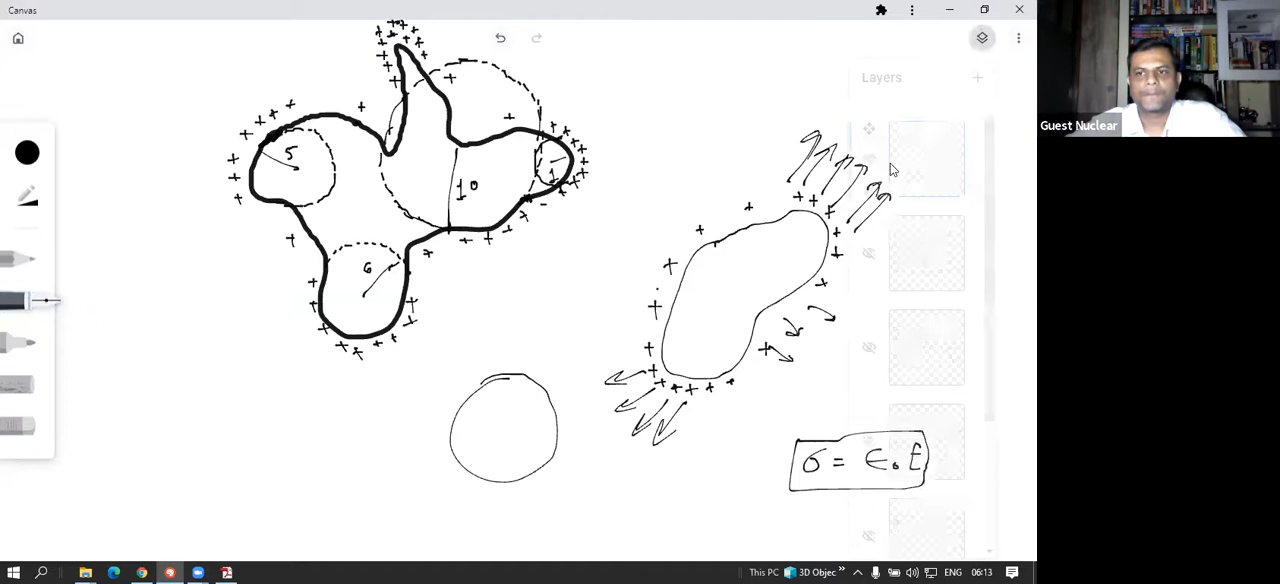 Canvas
Layers
Guest Nuclear
5
10
1
6
σ = ϵ₀E
This PC
3D Objec
ENG
06:13